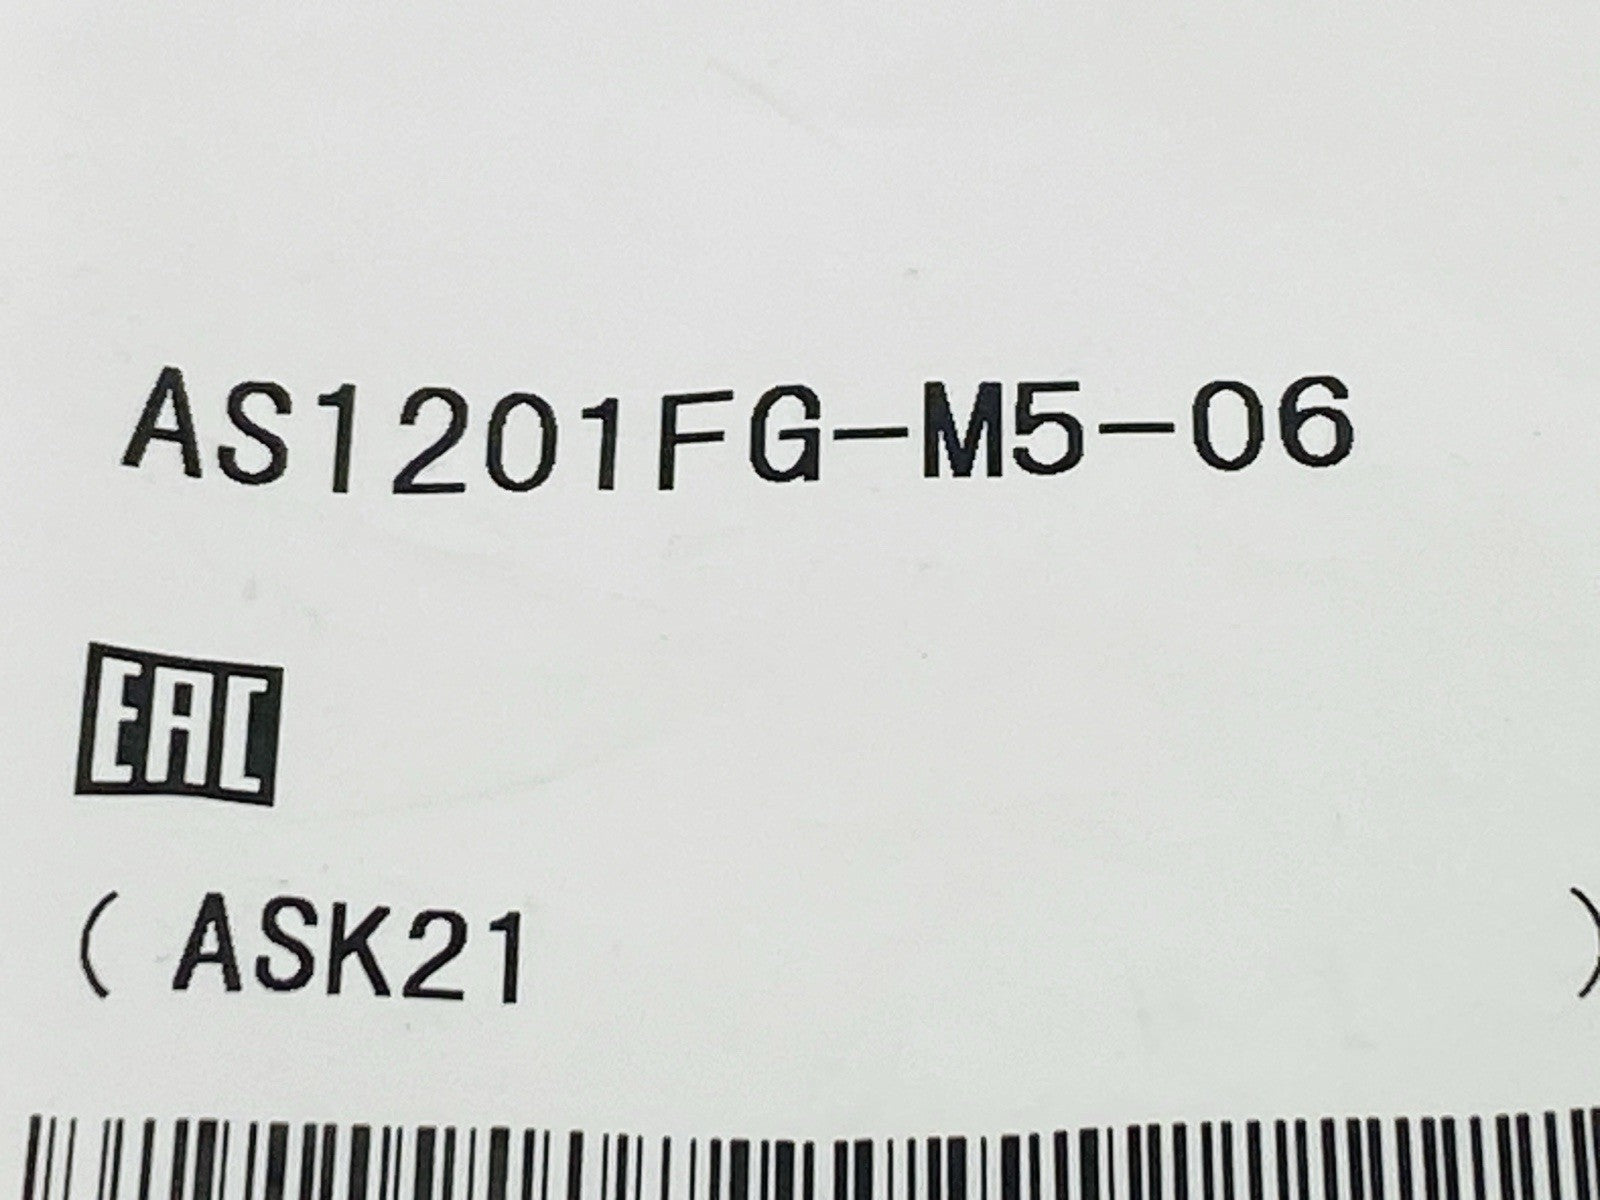 AS1201FG-M5-06
EAC
( ASK21 )